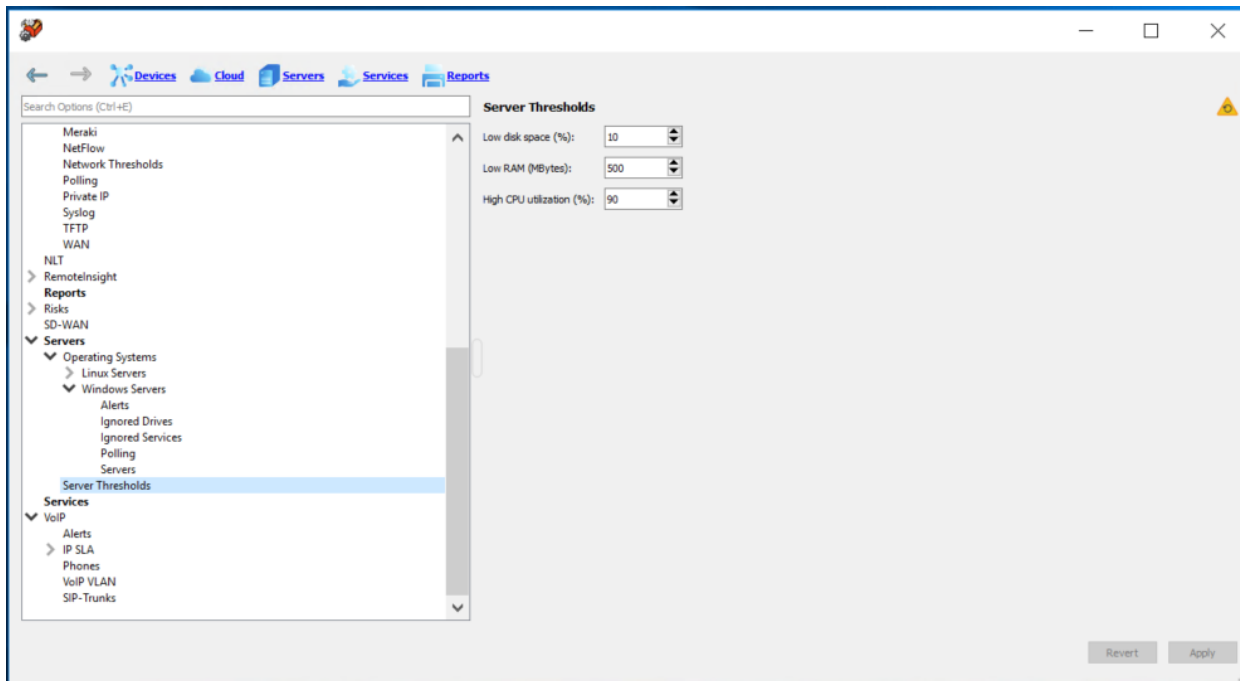 Devices Cloud Servers Services Reports
Search Options (Ctrl+E)
Meraki
NetFlow
Network Thresholds
Polling
Private IP
Syslog
TFTP
WAN
NLT
RemoteInsight
Reports
Risks
SD-WAN
Servers
Operating Systems
Linux Servers
Windows Servers
Alerts
Ignored Drives
Ignored Services
Polling
Servers
Server Thresholds
Services
VoIP
Alerts
IP SLA
Phones
VoIP VLAN
SIP-Trunks
Server Thresholds
Low disk space (%): 10
Low RAM (MBytes): 500
High CPU utilization (%): 90
Revert Apply